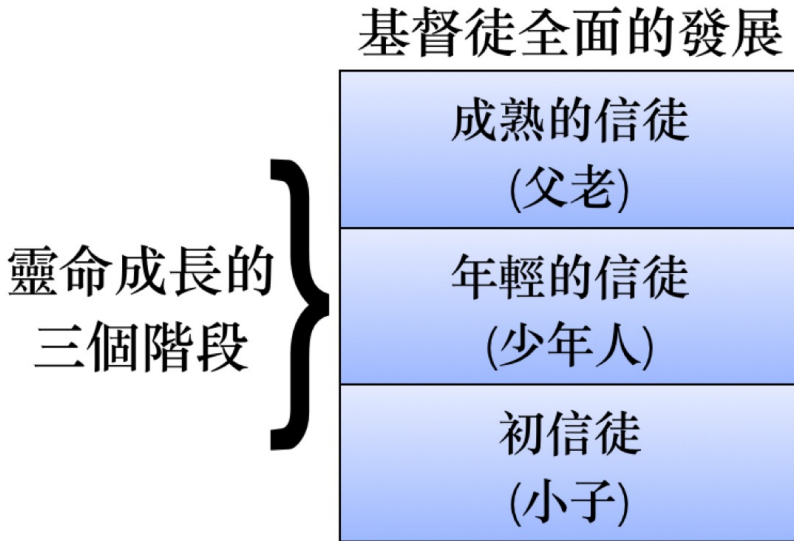 基督徒全面的發展
成熟的信徒
(父老)
靈命成長的
三個階段
年輕的信徒
(少年人)
初信徒
(小子)